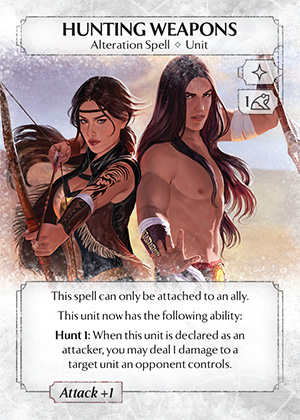 HUNTING WEAPONS
Alteration Spell ⋄ Unit
1
This spell can only be attached to an ally.
This unit now has the following ability:
Hunt 1: When this unit is declared as an
attacker, you may deal 1 damage to a
target unit an opponent controls.
Attack +1